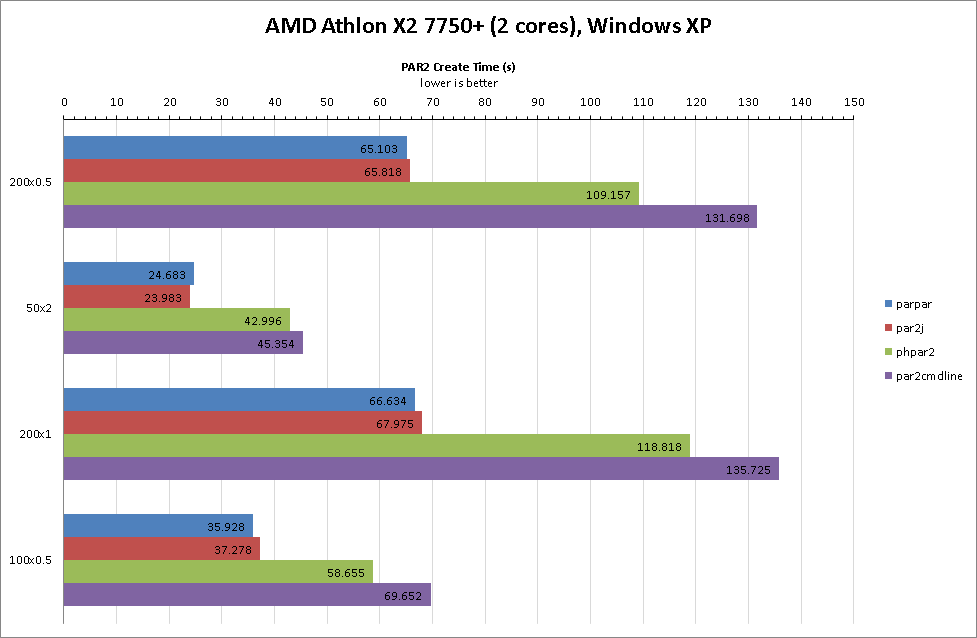 AMD Athlon X2 7750+ (2 cores), Windows XP
PAR2 Create Time (s)
lower is better
0 10 20 30 40 50 60 70 80 90 100 110 120 130 140 150
200x0.5
65.103
65.818
109.157
131.698
50x2
24.683
23.983
42.996
45.354
200x1
66.634
67.975
118.818
135.725
100x0.5
35.928
37.278
58.655
69.652
parpar
par2j
phpar2
par2cmdline